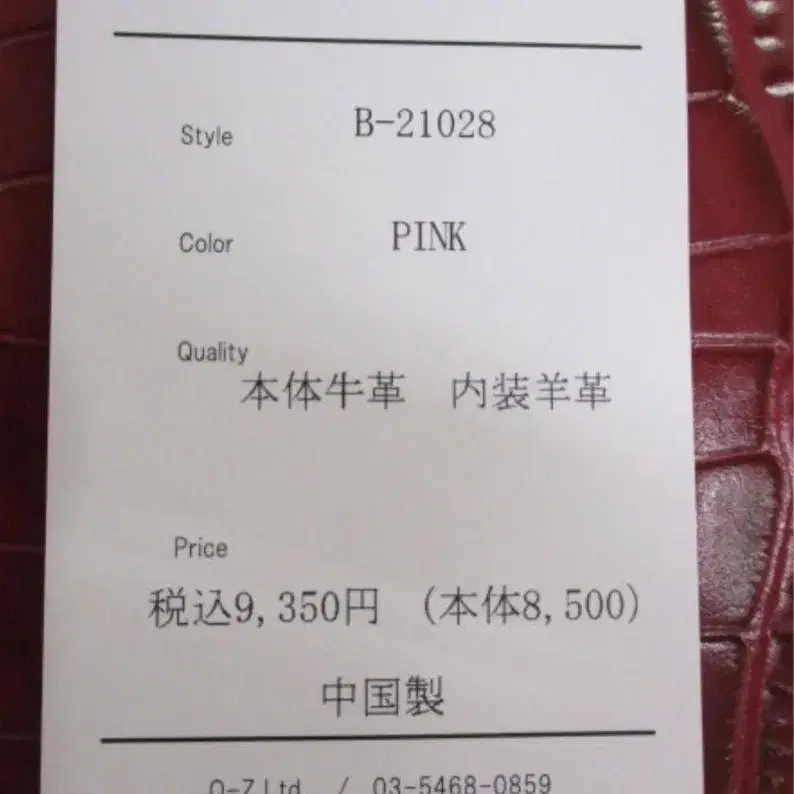 Style B-21028
Color PINK
Quality
本体牛革 内装羊革
Price
税込9,350円 (本体8,500)
中国製
O-Z Ltd. / 03-5468-0859